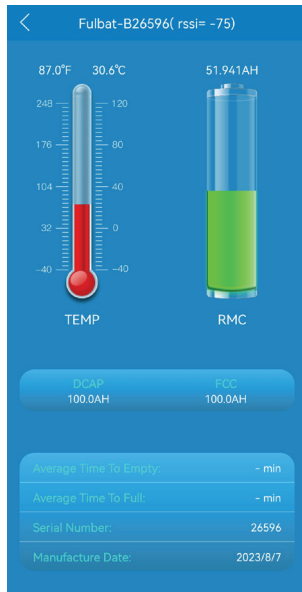 Fulbat-B26596( rssi= -75)
87.0°F 30.6°C 51.941AH
248 120
176 80
104 40
32 0
-40 -40
TEMP RMC
DCAP FCC
100.0AH 100.0AH
Average Time To Empty: - min
Average Time To Full: - min
Serial Number: 26596
Manufacture Date: 2023/8/7